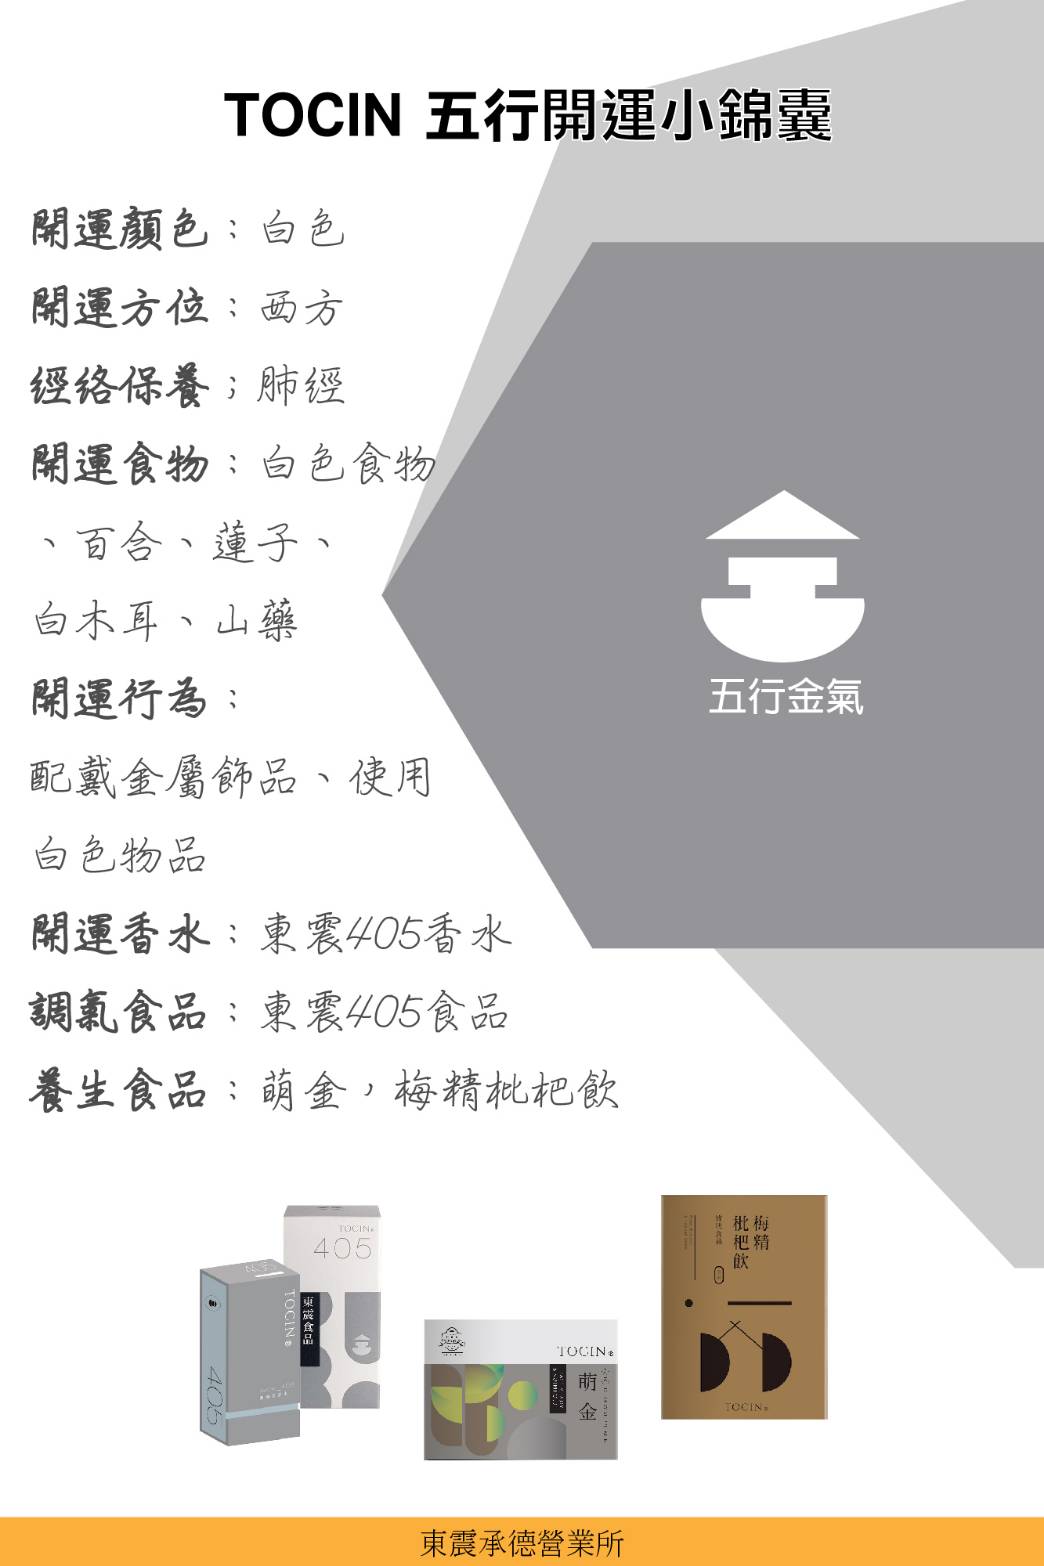 TOCIN 五行開運小錦囊
開運顏色；白色
開運方位；西方
經絡保養；肺經
開運食物；白色食物
、百合、蓮子、
白木耳、山藥
開運行為；
配戴金屬飾品、使用
白色物品
開運香水；東震405香水
調氣食品；東震405食品
養生食品；萌金，梅精枇杷飲
五行金氣
TOCIN
405
東震食品
TOCIN
405
TOCIN
萌金
梅精
枇杷飲
TOCIN
東震承德營業所